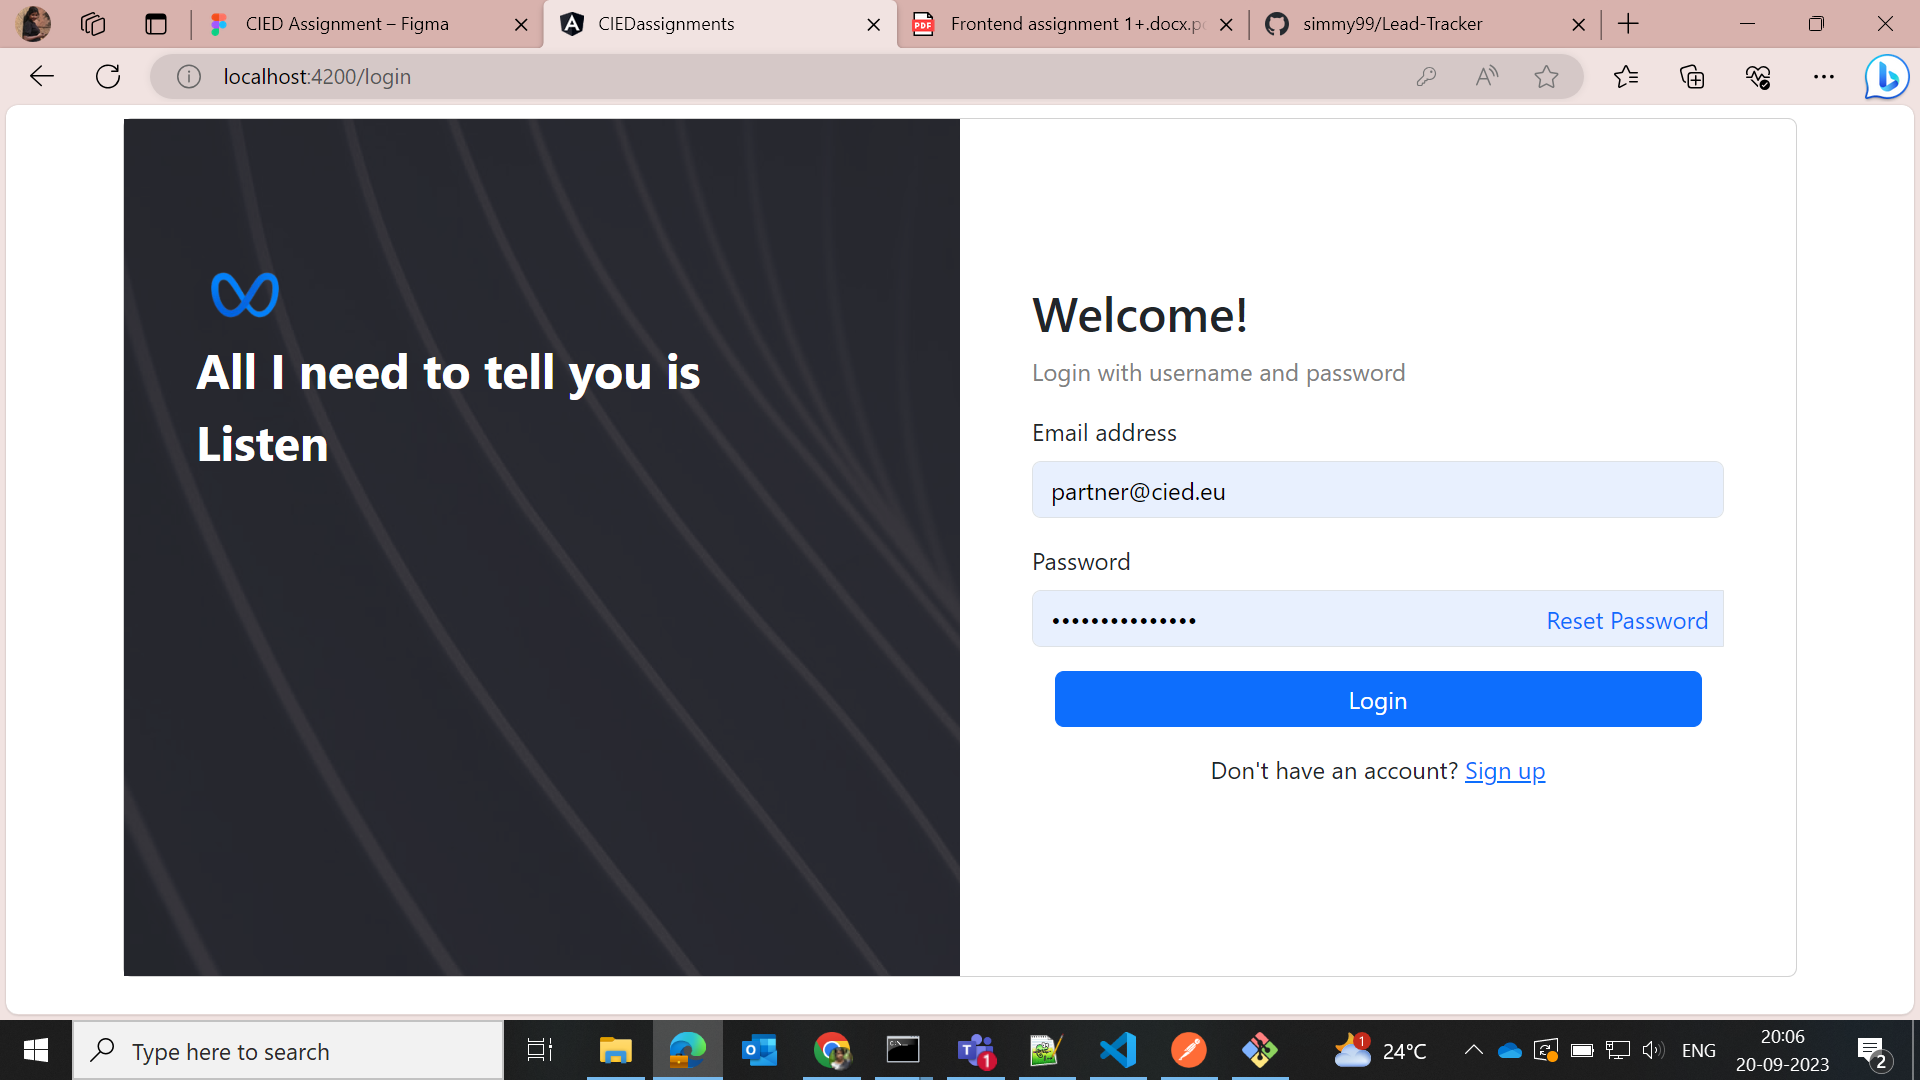 CIED Assignment – Figma
CIEDassignments
Frontend assignment 1+.docx.p
simmy99/Lead-Tracker
localhost:4200/login
All I need to tell you is
Listen
Welcome!
Login with username and password
Email address
partner@cied.eu
Password
Reset Password
Login
Don't have an account? Sign up
Type here to search
1
1
24°C
ENG
20:06
20-09-2023
2